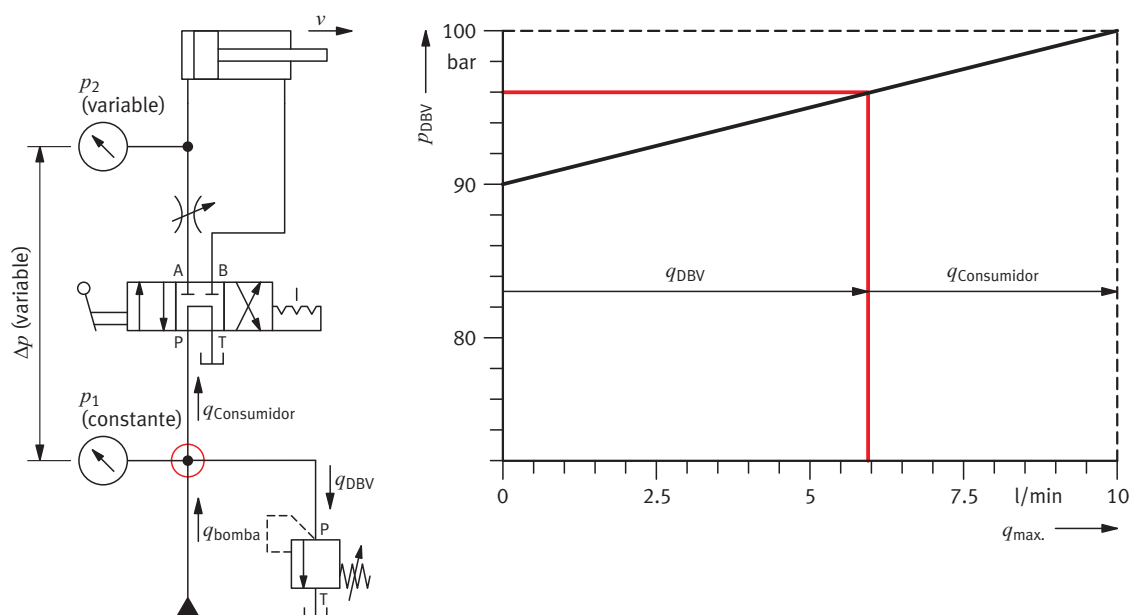 v
p2
(variable)
Δp (variable)
A B
P T
p1
(constante)
qConsumidor
qDBV
qbomba
P
T
100
bar
90
80
pDBV
qDBV
qConsumidor
0 2.5 5 7.5 l/min 10
qmax.